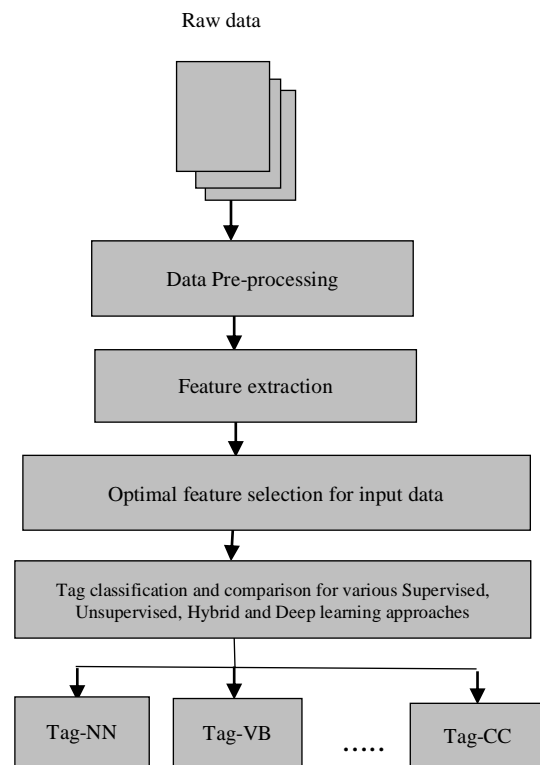 Raw data
Data Pre-processing
Feature extraction
Optimal feature selection for input data
Tag classification and comparison for various Supervised,
Unsupervised, Hybrid and Deep learning approaches
Tag-NN
Tag-VB
.....
Tag-CC